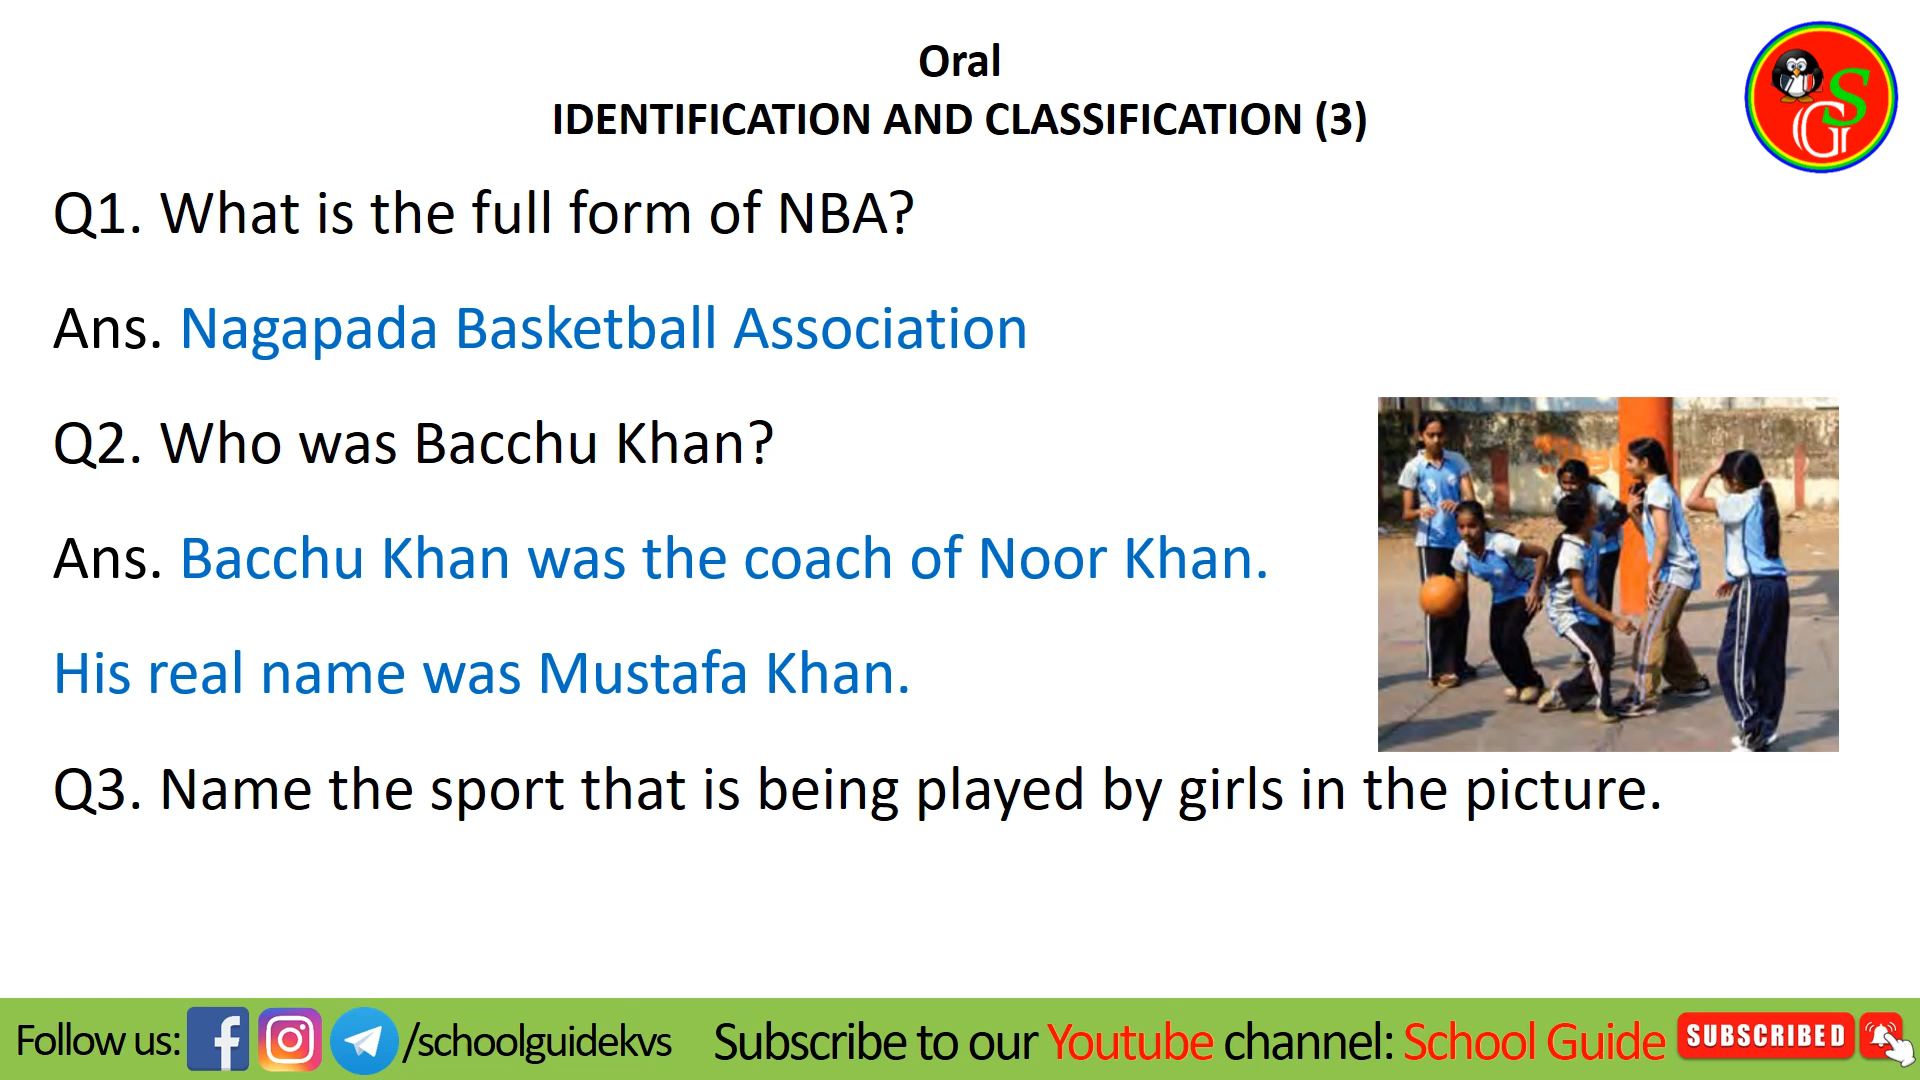 Oral
IDENTIFICATION AND CLASSIFICATION (3)
SG
Q1. What is the full form of NBA?
Ans. Nagapada Basketball Association
Q2. Who was Bacchu Khan?
Ans. Bacchu Khan was the coach of Noor Khan.
His real name was Mustafa Khan.
Q3. Name the sport that is being played by girls in the picture.
Follow us: f /schoolguidekvs Subscribe to our Youtube channel: School Guide SUBSCRIBED